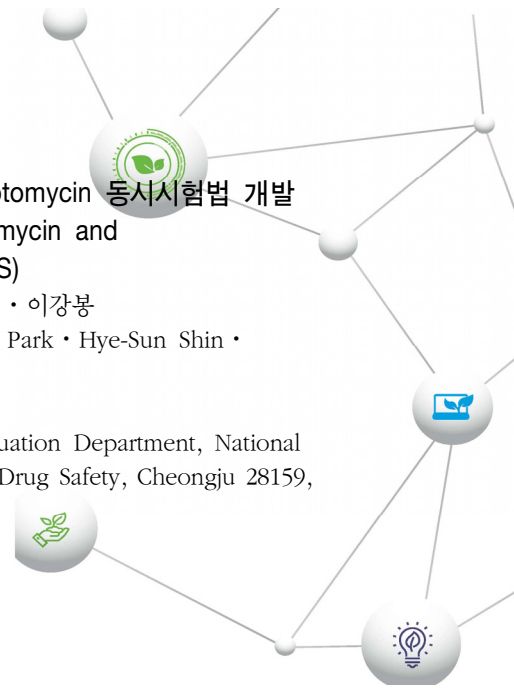 otomycin 동시시험법 개발
mycin and
S)
• 이강봉
Park • Hye-Sun Shin •
uation Department, National
Drug Safety, Cheongju 28159,